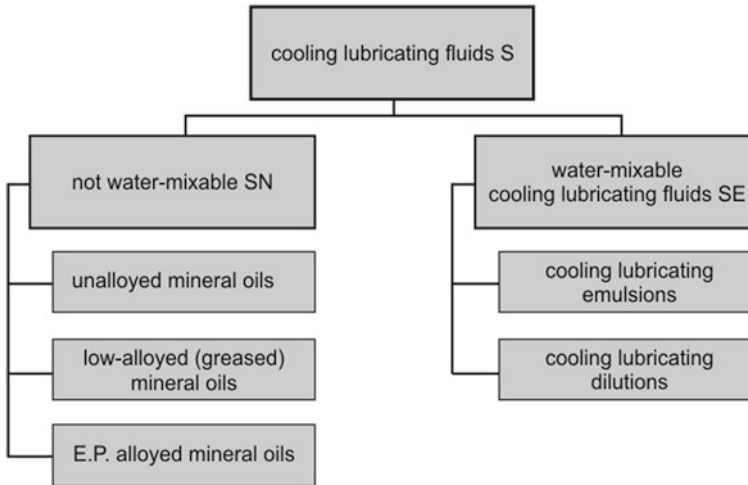 cooling lubricating fluids S
not water-mixable SN
water-mixable
cooling lubricating fluids SE
unalloyed mineral oils
cooling lubricating
emulsions
low-alloyed (greased)
mineral oils
cooling lubricating
dilutions
E.P. alloyed mineral oils